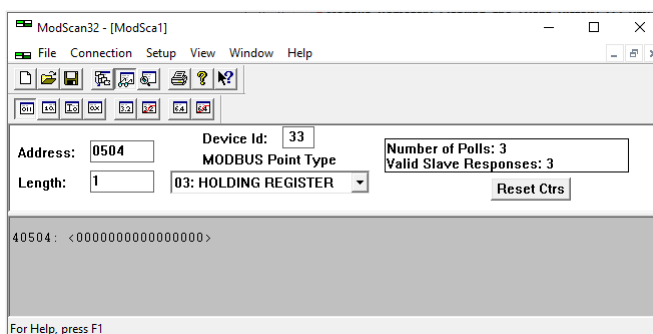 ModScan32 - [ModSca1]
File Connection Setup View Window Help
Address: 0504
Device Id: 33
MODBUS Point Type
Length: 1
03: HOLDING REGISTER
Number of Polls: 3
Valid Slave Responses: 3
Reset Ctrs
40504: <0000000000000000>
For Help, press F1